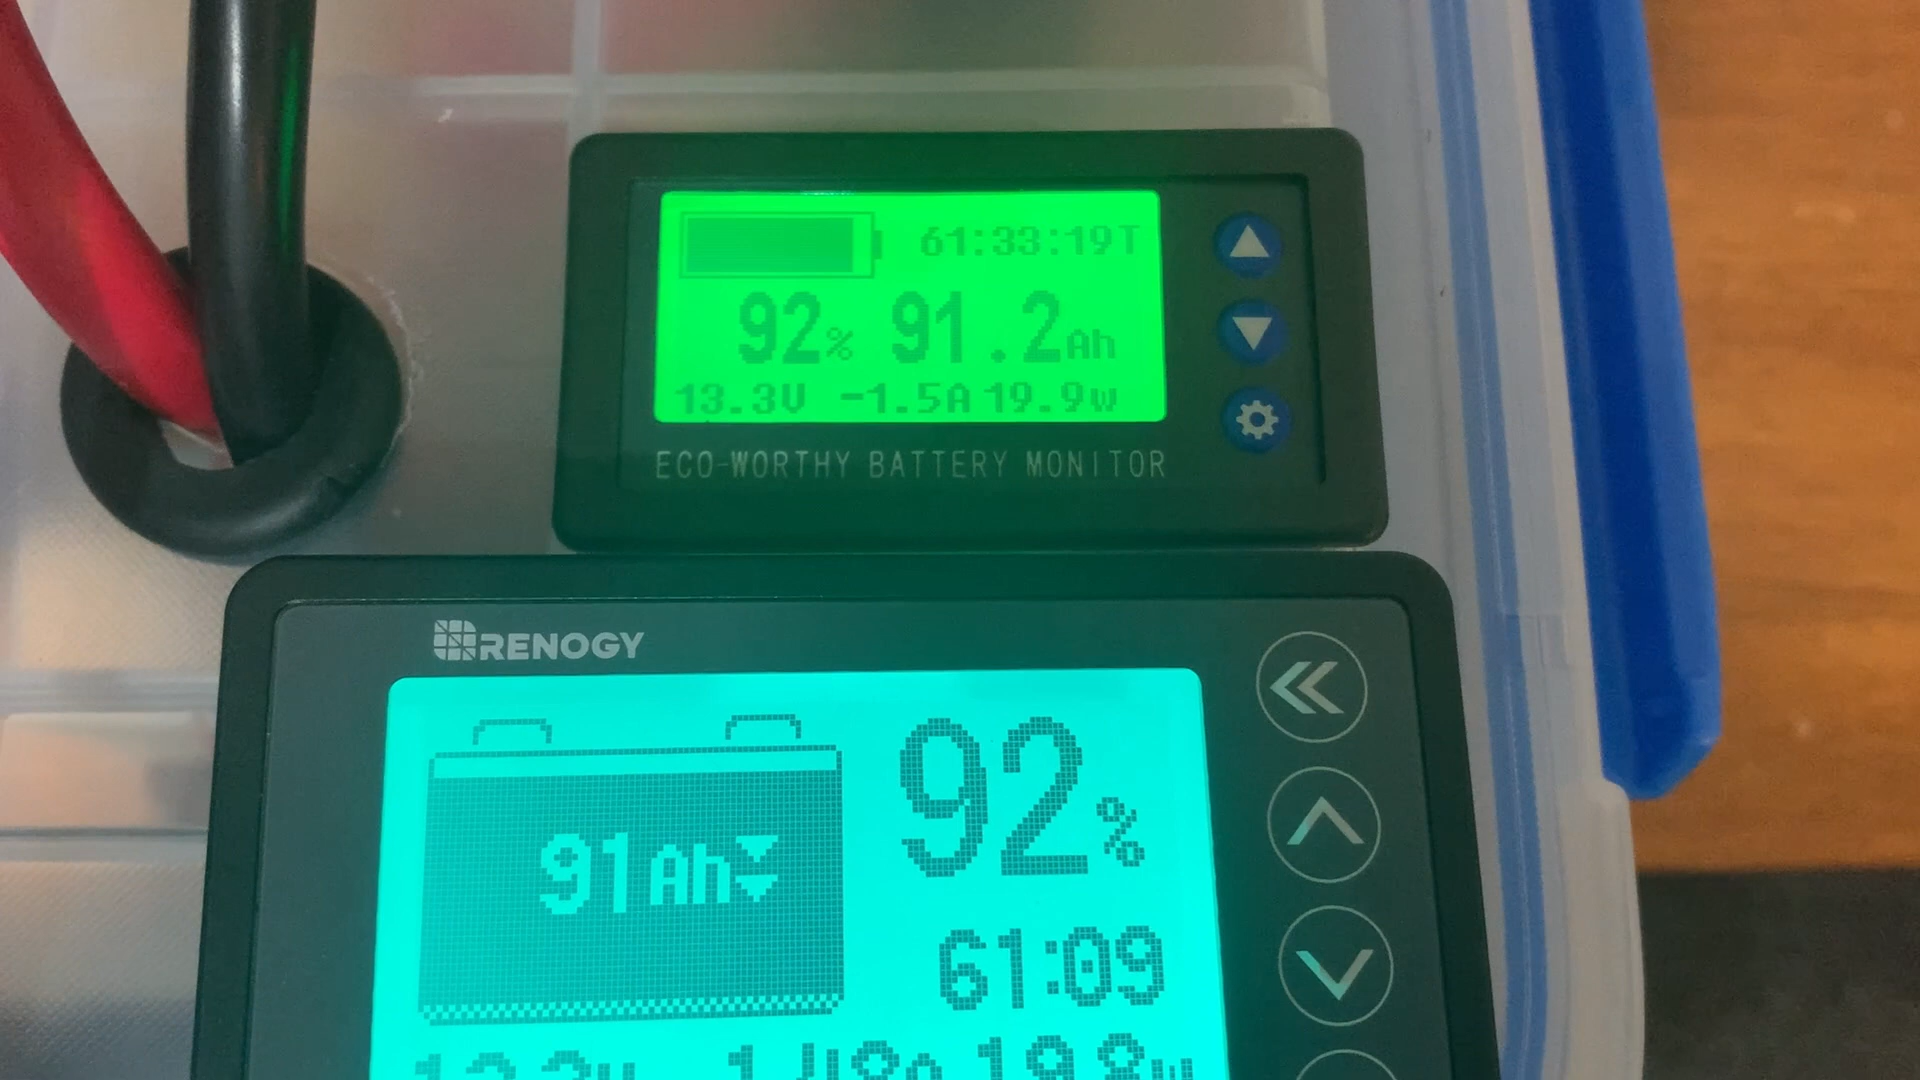 61:33:19T
92% 91.2Ah
13.3V -1.5A 19.9w
ECO-WORTHY BATTERY MONITOR
RENOGY
92%
91Ah
61:09